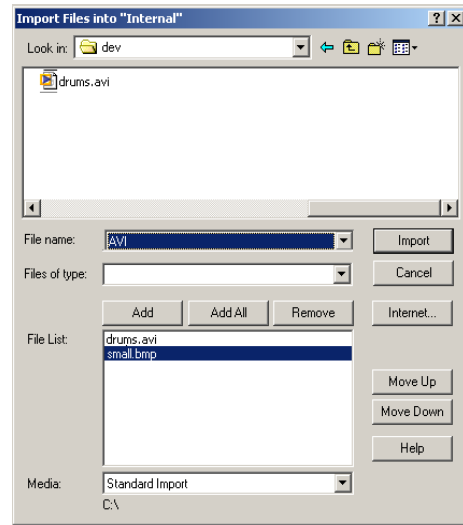 Import Files into "Internal"
Look in: dev
drums.avi
File name: AVI Import
Files of type: Cancel
Add Add All Remove Internet...
File List: drums.avi
small.bmp
Move Up
Move Down
Help
Media: Standard Import
C:\